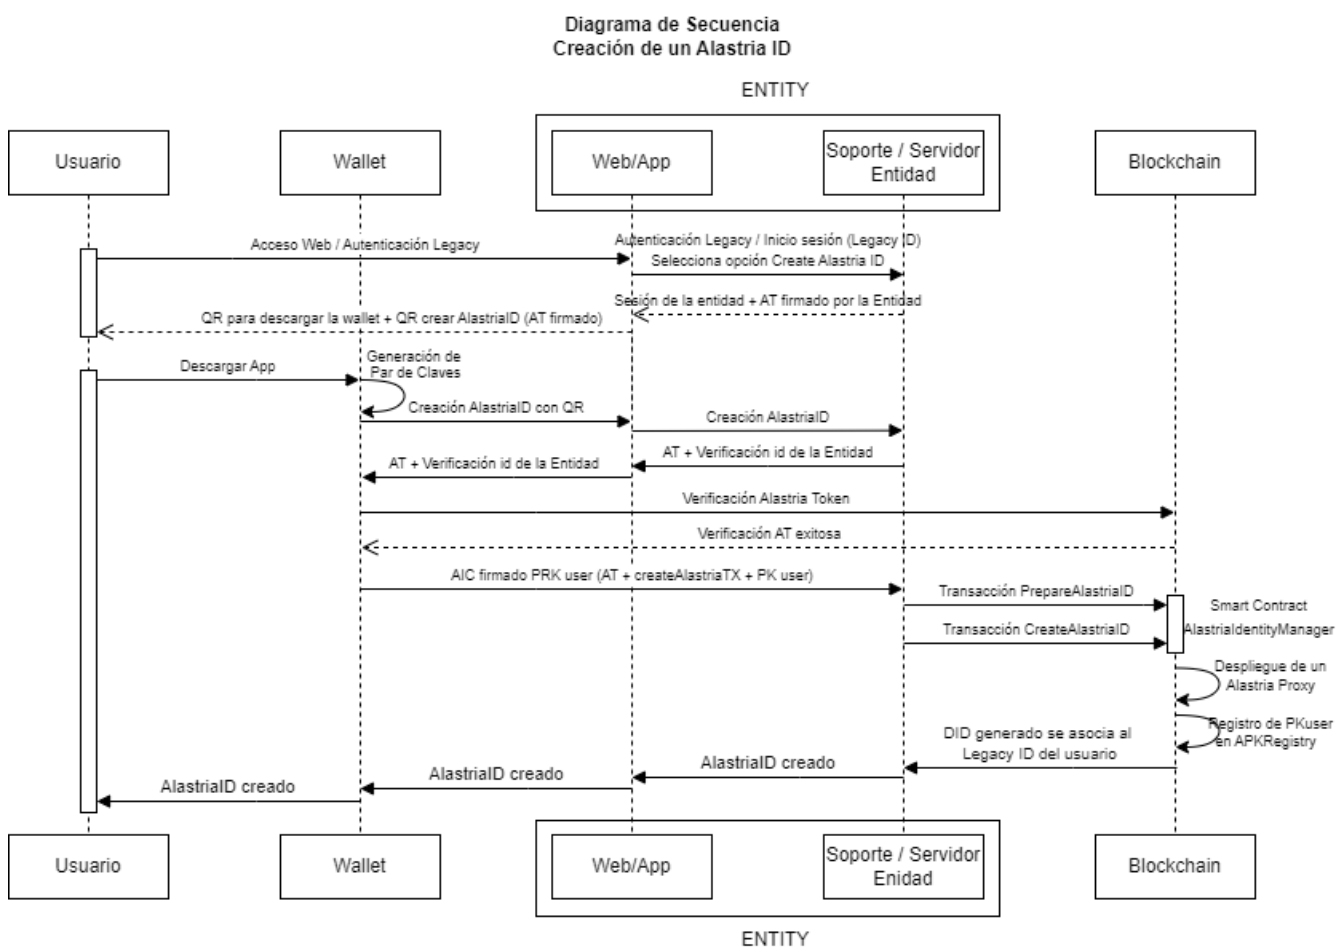 Diagrama de Secuencia
Creación de un Alastria ID
ENTITY
Usuario
Wallet
Web/App
Soporte / Servidor
Entidad
Blockchain
Acceso Web / Autenticación Legacy
Autenticación Legacy / Inicio sesión (Legacy ID)
Selecciona opción Create Alastria ID
Sesión de la entidad + AT firmado por la Entidad
QR para descargar la wallet + QR crear AlastriaID (AT firmado)
Descargar App
Generación de
Par de Claves
Creación AlastriaID con QR
Creación AlastriaID
AT + Verificación id de la Entidad
AT + Verificación id de la Entidad
Verificación Alastria Token
Verificación AT exitosa
AIC firmado PRK user (AT + createAlastriaTX + PK user)
Transacción PrepareAlastriaID
Smart Contract
Transacción CreateAlastriaID
AlastriaIdentityManager
Despliegue de un
Alastria Proxy
Registro de PKuser
en APKRegistry
DID generado se asocia al
Legacy ID del usuario
AlastriaID creado
AlastriaID creado
AlastriaID creado
Usuario
Wallet
Web/App
Soporte / Servidor
Enidad
Blockchain
ENTITY